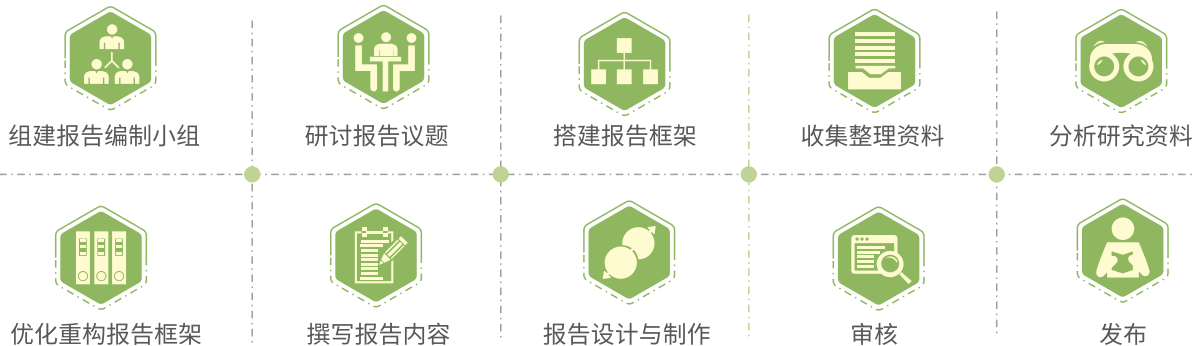 组建报告编制小组
研讨报告议题
搭建报告框架
收集整理资料
分析研究资料
优化重构报告框架
撰写报告内容
报告设计与制作
审核
发布